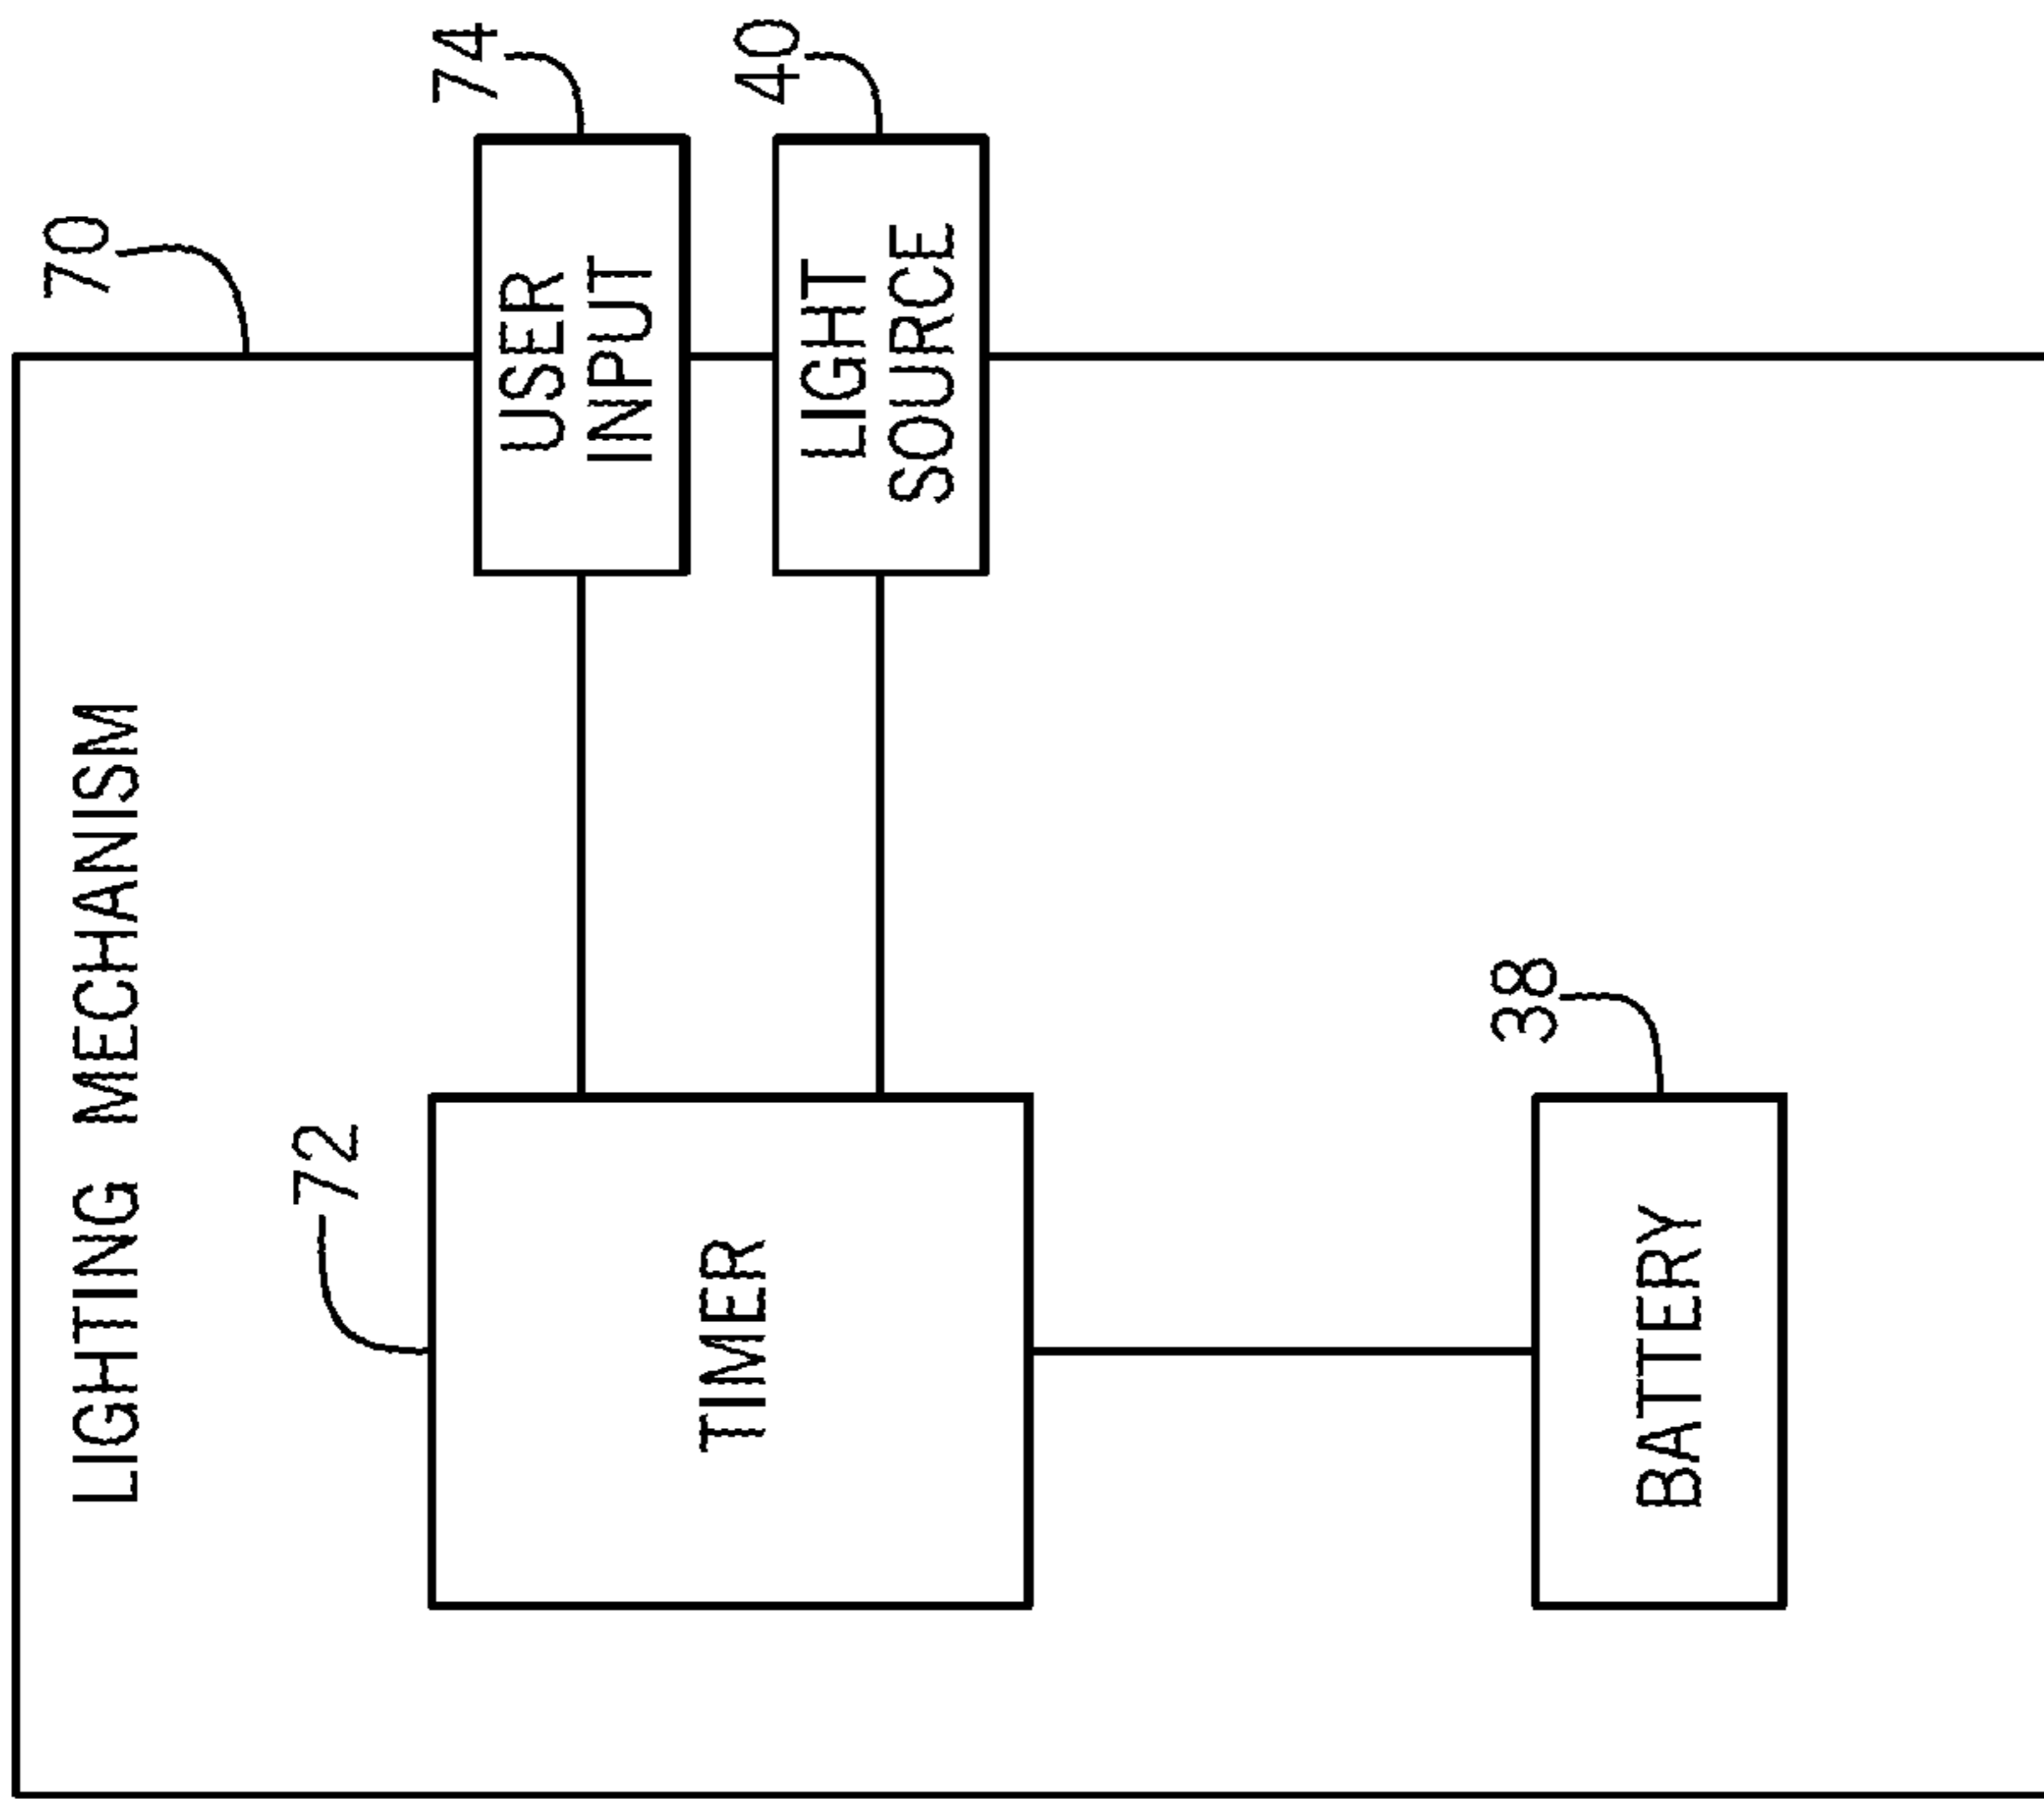 LIGHTING MECHANISM
70
72
TIMER
74
USER
INPUT
40
LIGHT
SOURCE
38
BATTERY